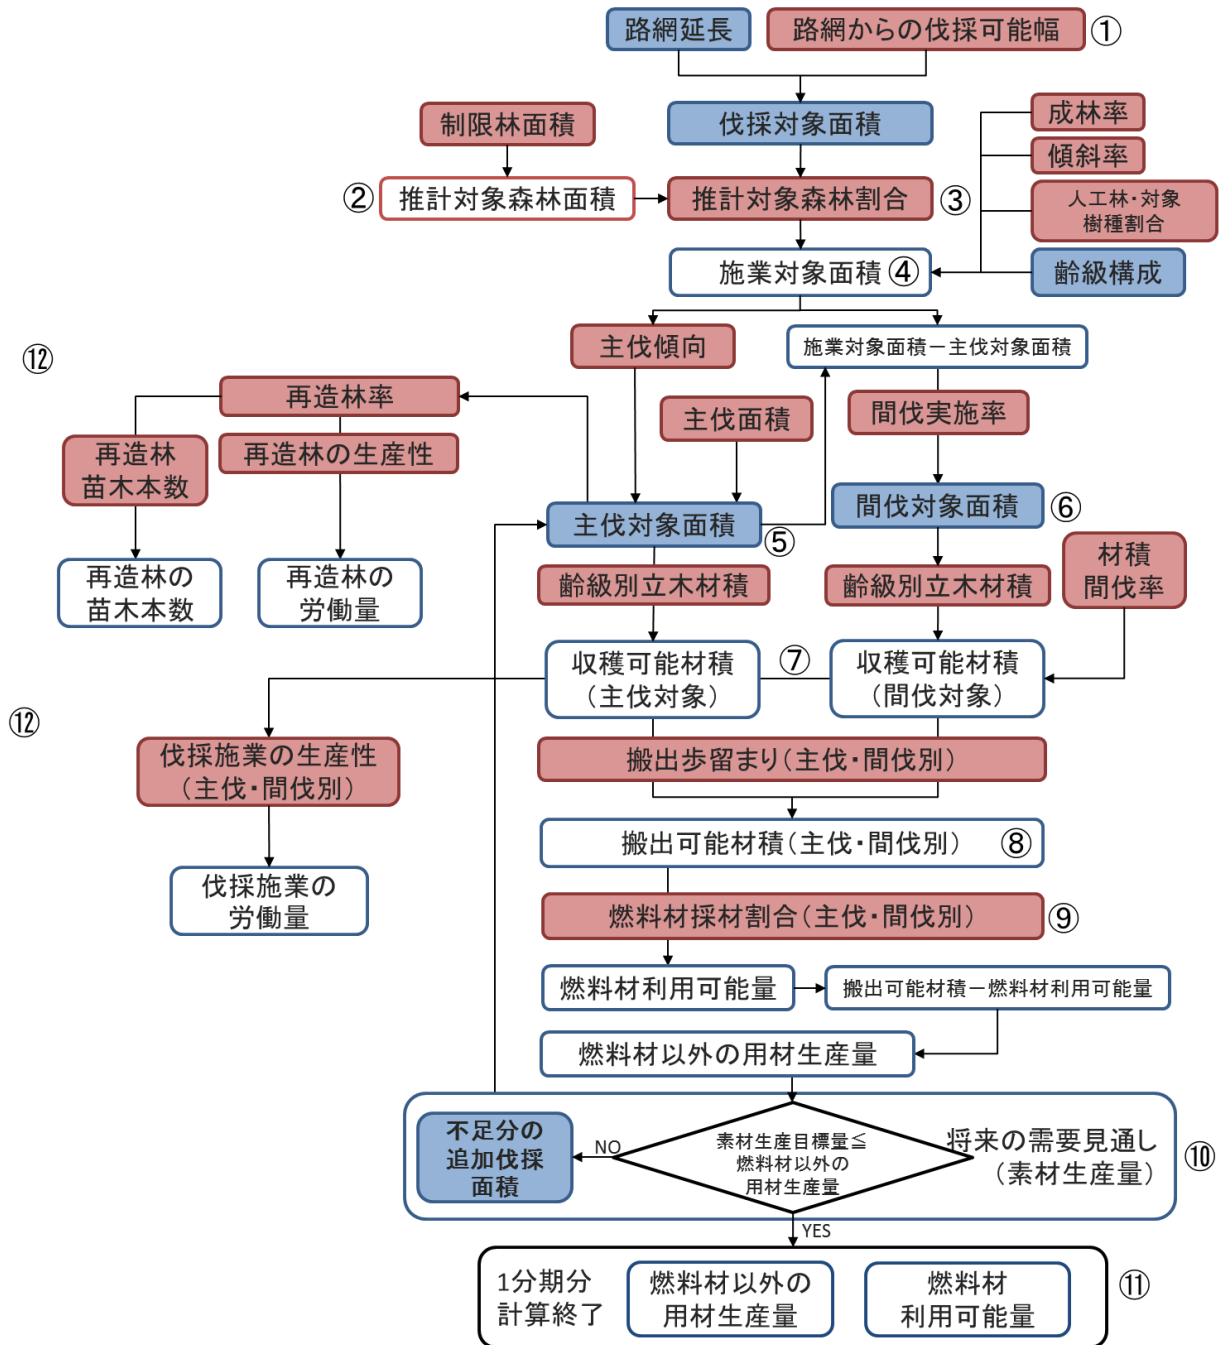 路網延長
路網からの伐採可能幅
①
伐採対象面積
制限林面積
成林率
傾斜率
人工林・対象
樹種割合
齢級構成
②
推計対象森林面積
推計対象森林割合
③
施業対象面積④
主伐傾向
施業対象面積－主伐対象面積
⑫
再造林率
主伐面積
間伐実施率
再造林
苗木本数
再造林の生産性
主伐対象面積
⑤
間伐対象面積
⑥
再造林の
苗木本数
再造林の
労働量
齢級別立木材積
齢級別立木材積
材積
間伐率
収穫可能材積
（主伐対象）
⑦
収穫可能材積
（間伐対象）
⑫
伐採施業の生産性
（主伐・間伐別）
搬出歩留まり（主伐・間伐別）
伐採施業の
労働量
搬出可能材積（主伐・間伐別）
⑧
燃料材採材割合（主伐・間伐別）
⑨
燃料材利用可能量
搬出可能材積－燃料材利用可能量
燃料材以外の用材生産量
不足分の
追加伐採
面積
NO
素材生産目標量≦
燃料材以外の
用材生産量
将来の需要見通し
（素材生産量）
⑩
YES
1分期分
計算終了
燃料材以外の
用材生産量
燃料材
利用可能量
⑪